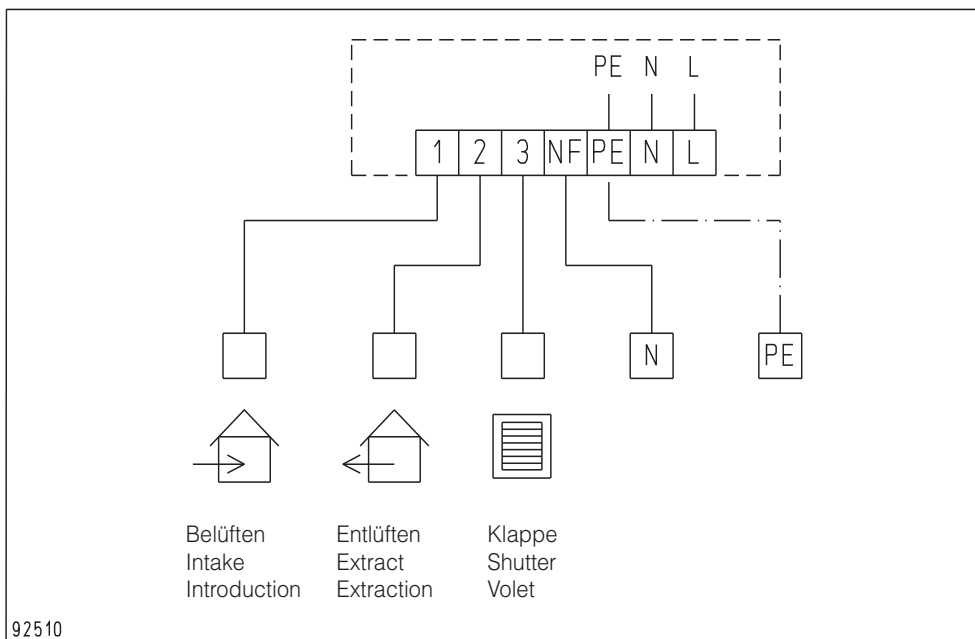 PE N L
1 2 3 NF PE N L
N PE
Belüften Entlüften Klappe
Intake Extract Shutter
Introduction Extraction Volet
92510